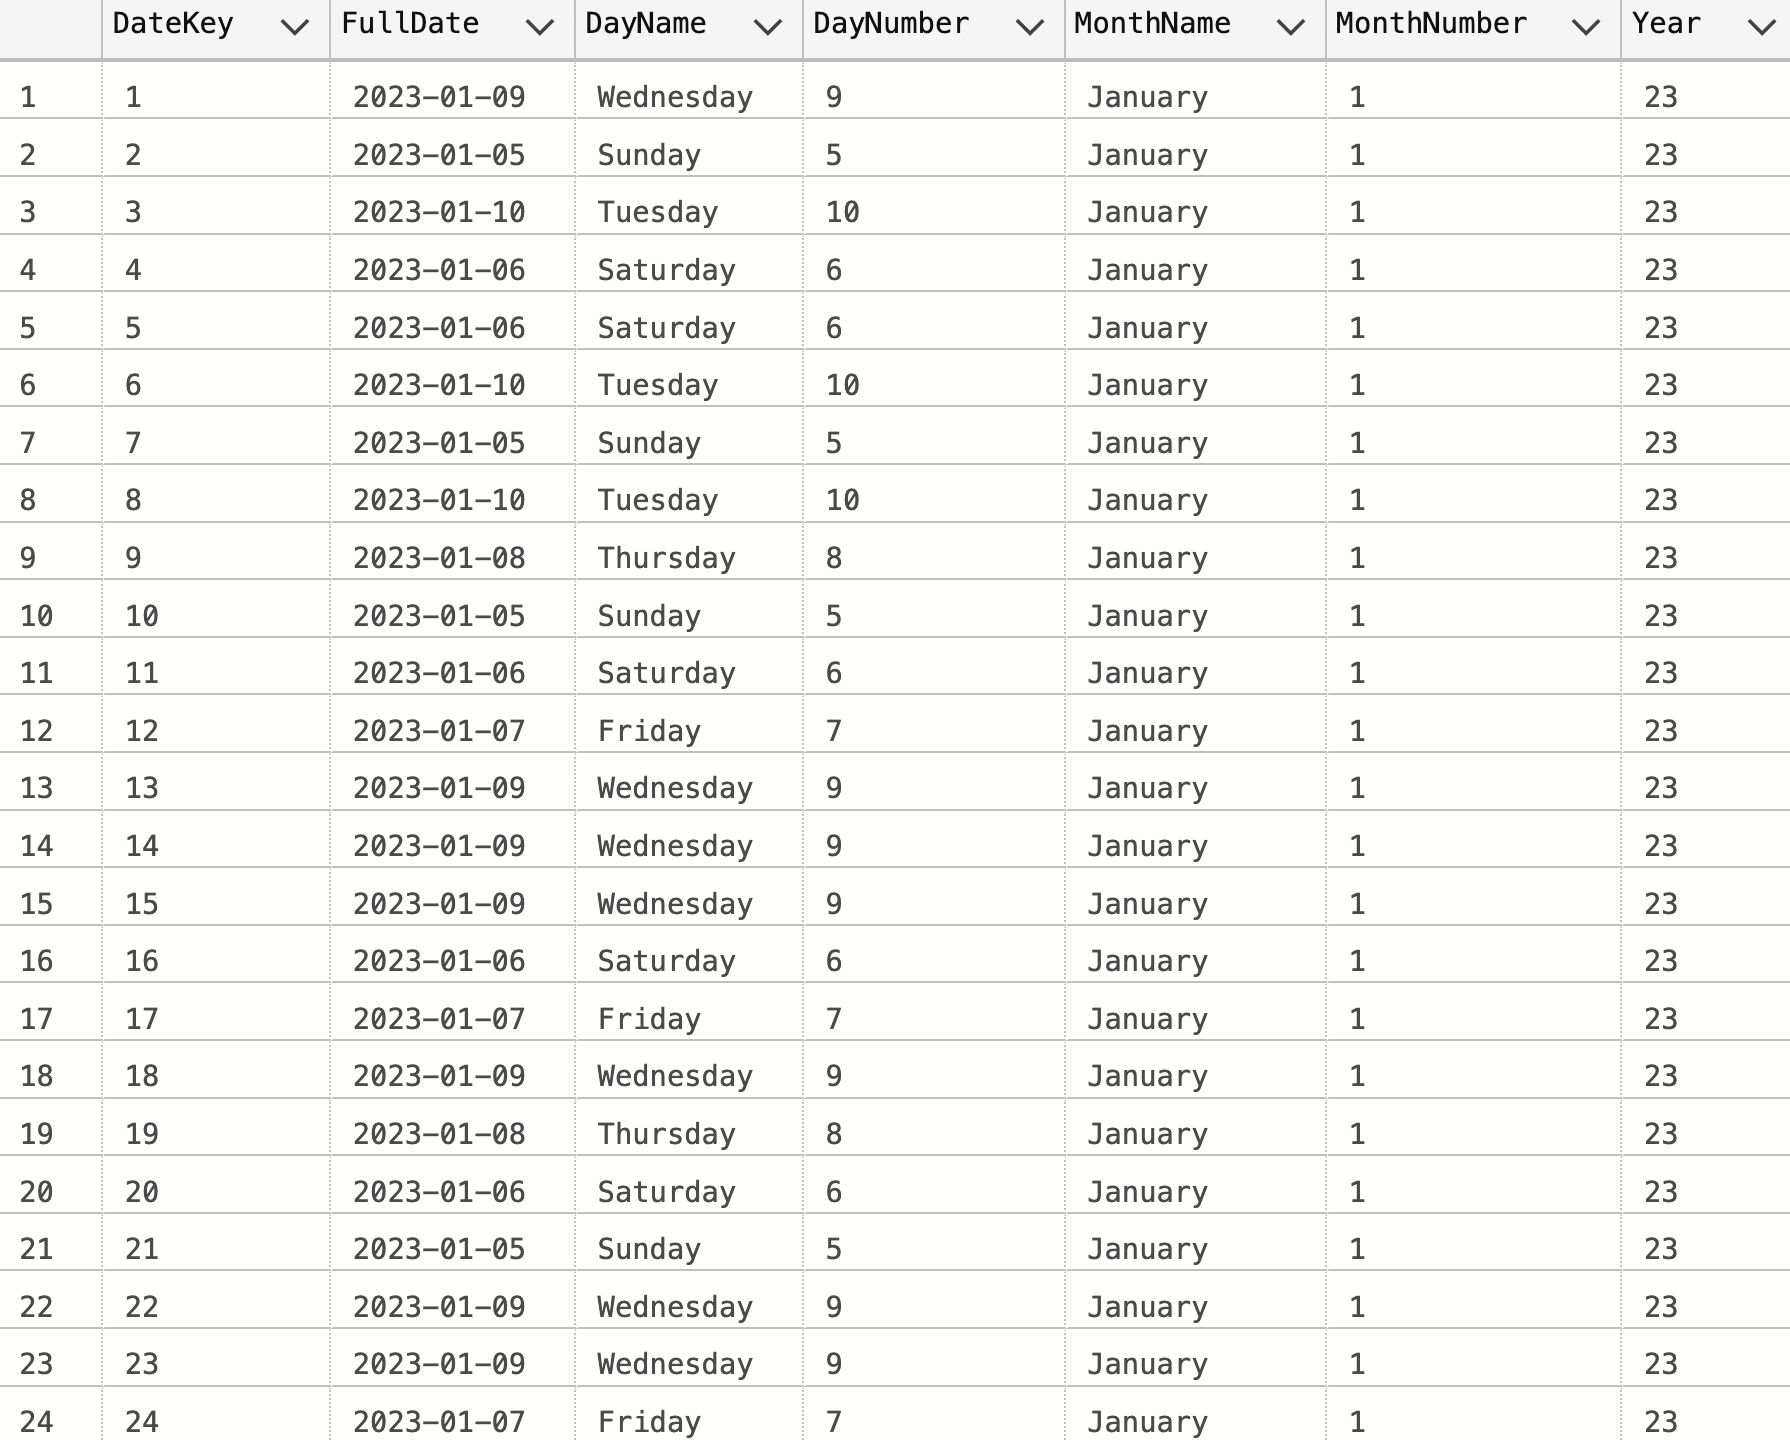 DateKey FullDate DayName DayNumber MonthName MonthNumber Year
1 1 2023-01-09 Wednesday 9 January 1 23
2 2 2023-01-05 Sunday 5 January 1 23
3 3 2023-01-10 Tuesday 10 January 1 23
4 4 2023-01-06 Saturday 6 January 1 23
5 5 2023-01-06 Saturday 6 January 1 23
6 6 2023-01-10 Tuesday 10 January 1 23
7 7 2023-01-05 Sunday 5 January 1 23
8 8 2023-01-10 Tuesday 10 January 1 23
9 9 2023-01-08 Thursday 8 January 1 23
10 10 2023-01-05 Sunday 5 January 1 23
11 11 2023-01-06 Saturday 6 January 1 23
12 12 2023-01-07 Friday 7 January 1 23
13 13 2023-01-09 Wednesday 9 January 1 23
14 14 2023-01-09 Wednesday 9 January 1 23
15 15 2023-01-09 Wednesday 9 January 1 23
16 16 2023-01-06 Saturday 6 January 1 23
17 17 2023-01-07 Friday 7 January 1 23
18 18 2023-01-09 Wednesday 9 January 1 23
19 19 2023-01-08 Thursday 8 January 1 23
20 20 2023-01-06 Saturday 6 January 1 23
21 21 2023-01-05 Sunday 5 January 1 23
22 22 2023-01-09 Wednesday 9 January 1 23
23 23 2023-01-09 Wednesday 9 January 1 23
24 24 2023-01-07 Friday 7 January 1 23